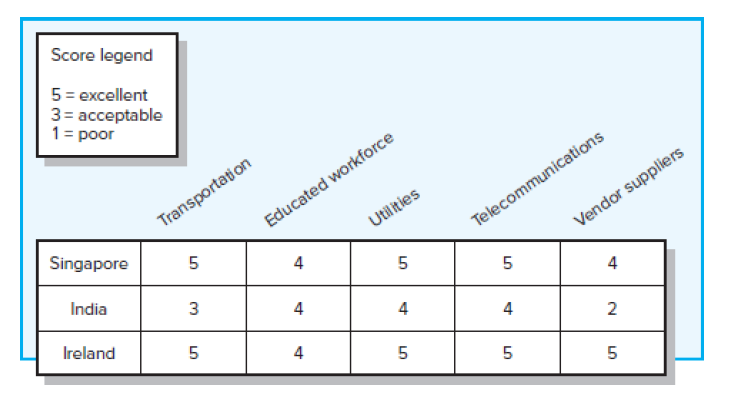 Score legend
5 = excellent
3 = acceptable
1 = poor
Transportation
Educated workforce
Utilities
Telecommunications
Vendor suppliers
Singapore 5 4 5 5 4
India 3 4 4 4 2
Ireland 5 4 5 5 5